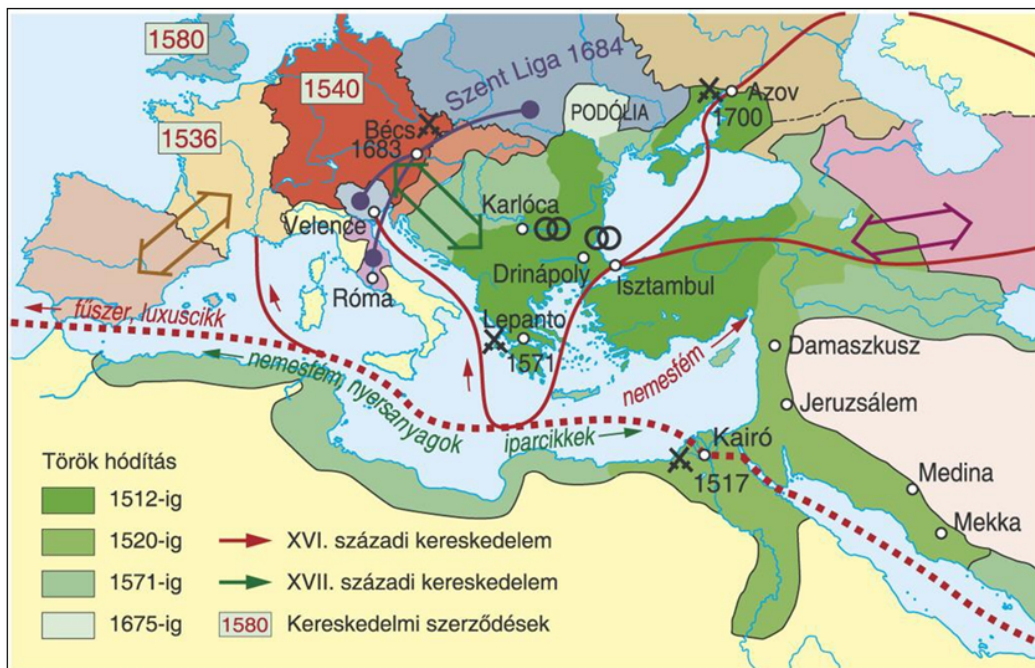 1580
1540
1536
Szent Liga 1684
Bécs
1683
PODÓLIA
Azov
1700
Velence
Karlóca
Drinápoly
Isztambul
Róma
Lepanto
1571
fűszer, luxuscikk
nemesfém, nyersanyagok
iparcikkek
nemesfém
Damaszkusz
Jeruzsálem
Kairó
1517
Medina
Mekka
Török hódítás
1512-ig
1520-ig
1571-ig
1675-ig
XVI. századi kereskedelem
XVII. századi kereskedelem
1580 Kereskedelmi szerződések